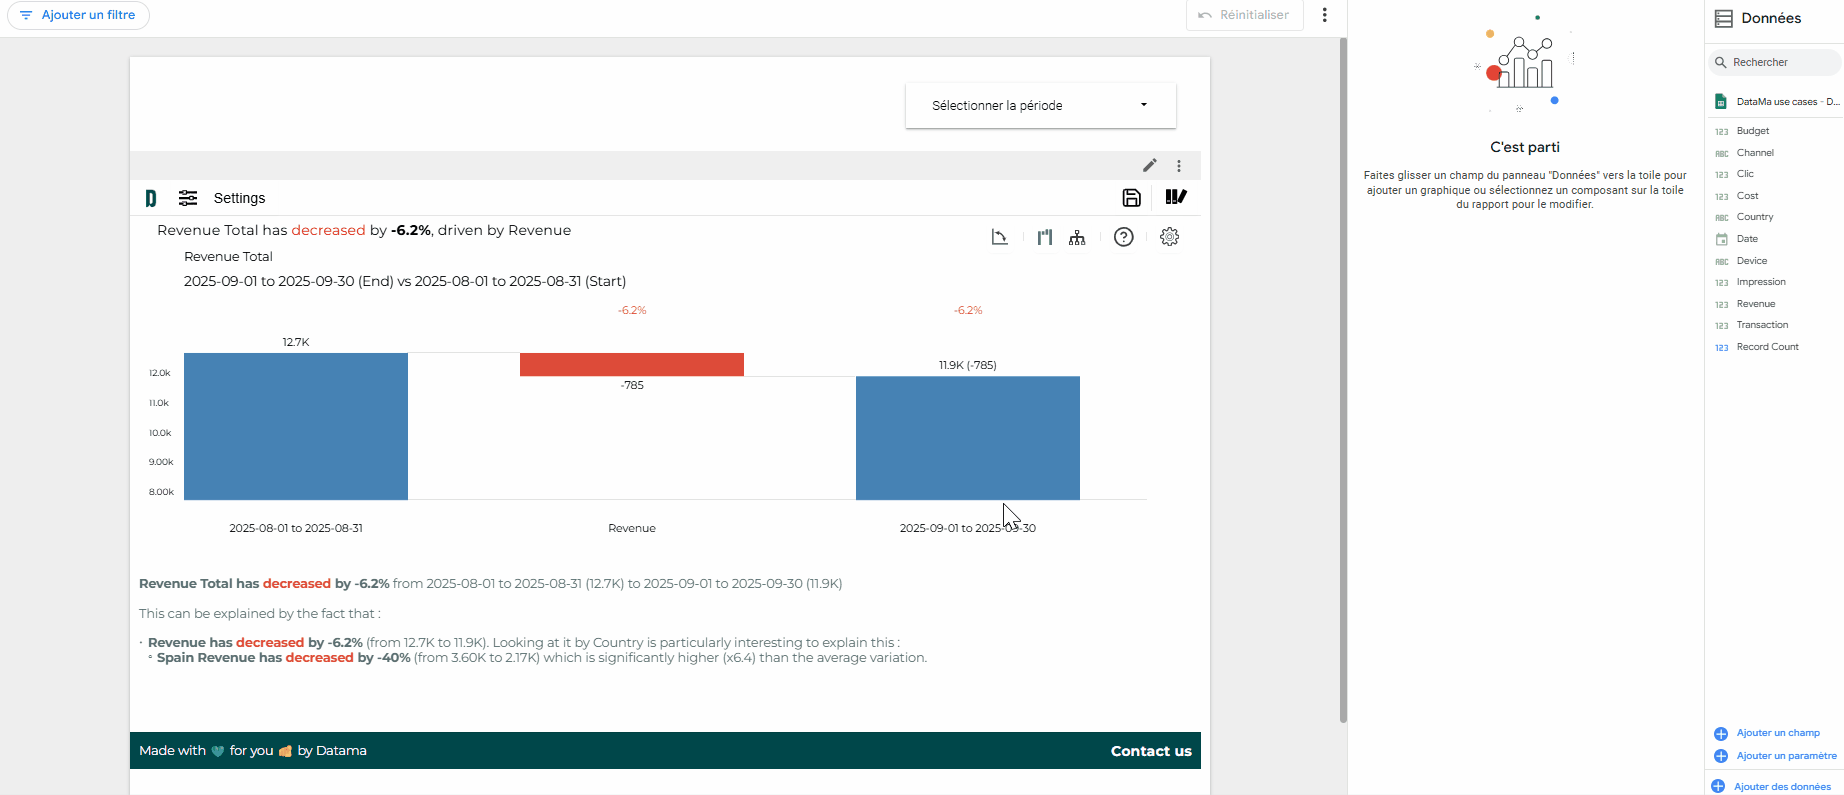 Ajouter un filtre
Réinitialiser
Sélectionner la période
Settings
Revenue Total has decreased by -6.2%, driven by Revenue
Revenue Total
2025-09-01 to 2025-09-30 (End) vs 2025-08-01 to 2025-08-31 (Start)
-6.2%
-6.2%
12.7K
11.9K (-785)
-785
12.0k
11.0k
10.0k
9.00k
8.00k
2025-08-01 to 2025-08-31
Revenue
2025-09-01 to 2025-09-30
Revenue Total has decreased by -6.2% from 2025-08-01 to 2025-08-31 (12.7K) to 2025-09-01 to 2025-09-30 (11.9K)
This can be explained by the fact that :
· Revenue has decreased by -6.2% (from 12.7K to 11.9K). Looking at it by Country is particularly interesting to explain this :
◦ Spain Revenue has decreased by -40% (from 3.60K to 2.17K) which is significantly higher (x6.4) than the average variation.
Made with 💚 for you 👍 by Datama
Contact us
C'est parti
Faites glisser un champ du panneau "Données" vers la toile pour
ajouter un graphique ou sélectionnez un composant sur la toile
du rapport pour le modifier.
Données
Rechercher
DataMa use cases - D...
123 Budget
ABC Channel
123 Clic
123 Cost
ABC Country
Date
ABC Device
123 Impression
123 Revenue
123 Transaction
123 Record Count
Ajouter un champ
Ajouter un paramètre
Ajouter des données